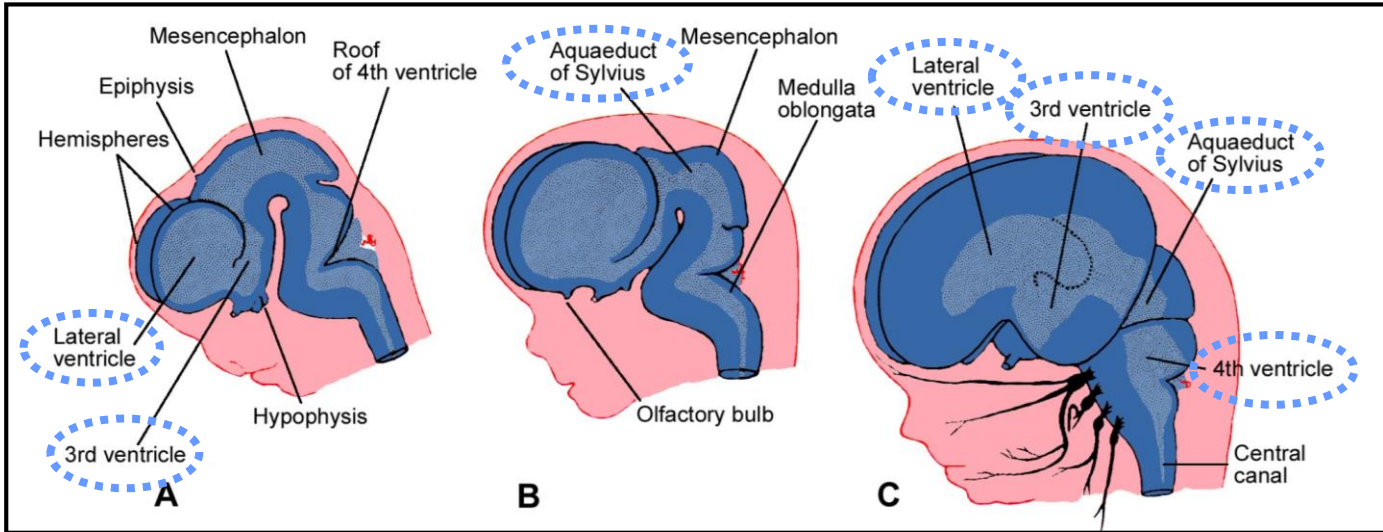 Mesencephalon
Roof
of 4th ventricle
Epiphysis
Hemispheres
Lateral
ventricle
3rd ventricle
Hypophysis
A
Aquaeduct
of Sylvius
Mesencephalon
Medulla
oblongata
Olfactory bulb
B
Lateral
ventricle
3rd ventricle
Aquaeduct
of Sylvius
4th ventricle
Central
canal
C